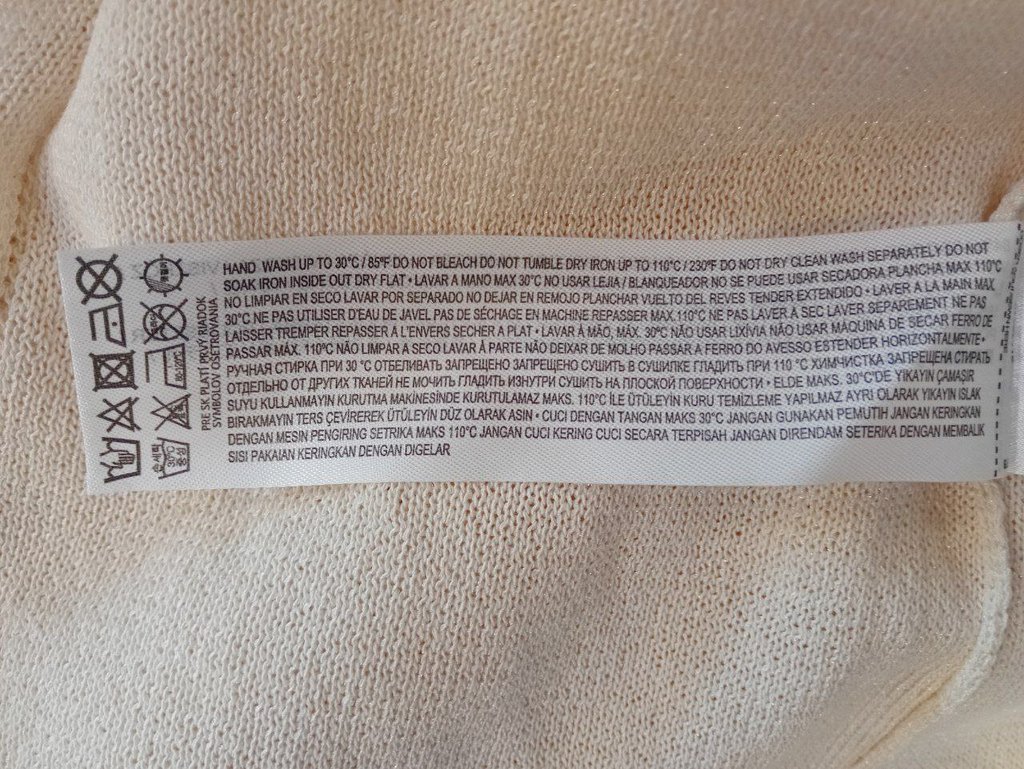 HAND WASH UP TO 30°C / 85ºF DO NOT BLEACH DO NOT TUMBLE DRY IRON UP TO 110°C / 230ºF DO NOT DRY CLEAN WASH SEPARATELY DO NOT
SOAK IRON INSIDE OUT DRY FLAT • LAVAR A MANO MAX 30°C NO USAR LEJIA / BLANQUEADOR NO SE PUEDE USAR SECADORA PLANCHA MAX 110°C
NO LIMPIAR EN SECO LAVAR POR SEPARADO NO DEJAR EN REMOJO PLANCHAR VUELTO DEL REVES TENDER EXTENDIDO • LAVER A LA MAIN MAX
30°C NE PAS UTILISER D'EAU DE JAVEL PAS DE SÉCHAGE EN MACHINE REPASSER MAX.110°C NE PAS LAVER A SEC LAVER SEPAREMENT NE PAS
LAISSER TREMPER REPASSER A L'ENVERS SECHER A PLAT • LAVAR À MÃO, MÁX. 30ºC NÃO USAR LIXÍVIA NÃO USAR MÁQUINA DE SECAR FERRO DE
PASSAR MÁX. 110ºC NÃO LIMPAR A SECO LAVAR À PARTE NÃO DEIXAR DE MOLHO PASSAR A FERRO DO AVESSO ESTENDER HORIZONTALMENTE •
РУЧНАЯ СТИРКА ПРИ 30 °C ОТБЕЛИВАТЬ ЗАПРЕЩЕНО ЗАПРЕЩЕНО СУШИТЬ В СУШИЛКЕ ГЛАДИТЬ ПРИ 110 °C ХИМЧИСТКА ЗАПРЕЩЕНА СТИРАТЬ
ОТДЕЛЬНО ОТ ДРУГИХ ТКАНЕЙ НЕ МОЧИТЬ ГЛАДИТЬ ИЗНУТРИ СУШИТЬ НА ПЛОСКОЙ ПОВЕРХНОСТИ • ELDE MAKS. 30°C'DE YIKAYIN ÇAMAŞIR
SUYU KULLANMAYIN KURUTMA MAKİNESİNDE KURUTULAMAZ MAKS. 110°C İLE ÜTÜLEYİN KURU TEMİZLEME YAPILMAZ AYRI OLARAK YIKAYIN ISLAK
BIRAKMAYIN TERS ÇEVİREREK ÜTÜLEYİN DÜZ OLARAK ASIN • CUCI DENGAN TANGAN MAKS 30°C JANGAN GUNAKAN PEMUTIH JANGAN KERINGKAN
DENGAN MESIN PENGIRING SETRIKA MAKS 110°C JANGAN CUCI KERING CUCI SECARA TERPISAH JANGAN DIRENDAM SETERIKA DENGAN MEMBALIK
SISI PAKAIAN KERINGKAN DENGAN DIGELAR
PRE SK PLATÍ PRVÝ RIADOK
SYMBOLOV OŠETROVANIA